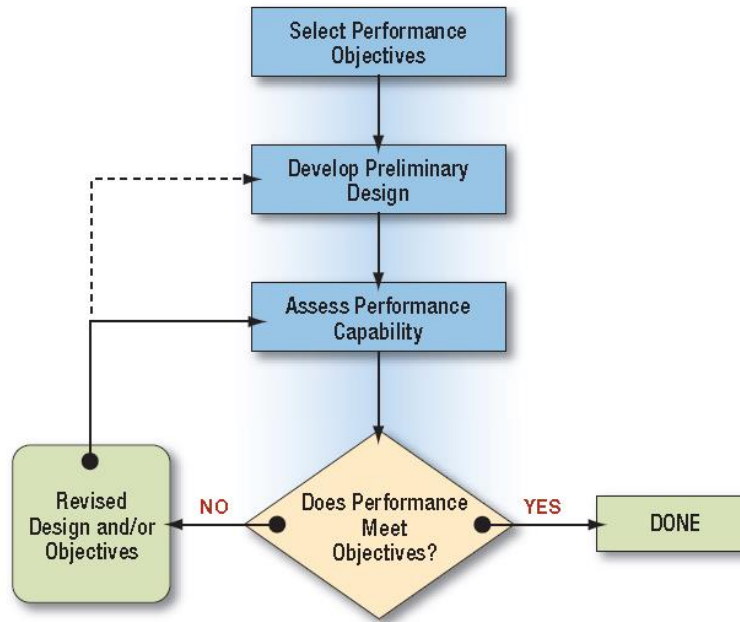 Select Performance
Objectives
Develop Preliminary
Design
Assess Performance
Capability
Does Performance
Meet
Objectives?
NO
YES
Revised
Design and/or
Objectives
DONE